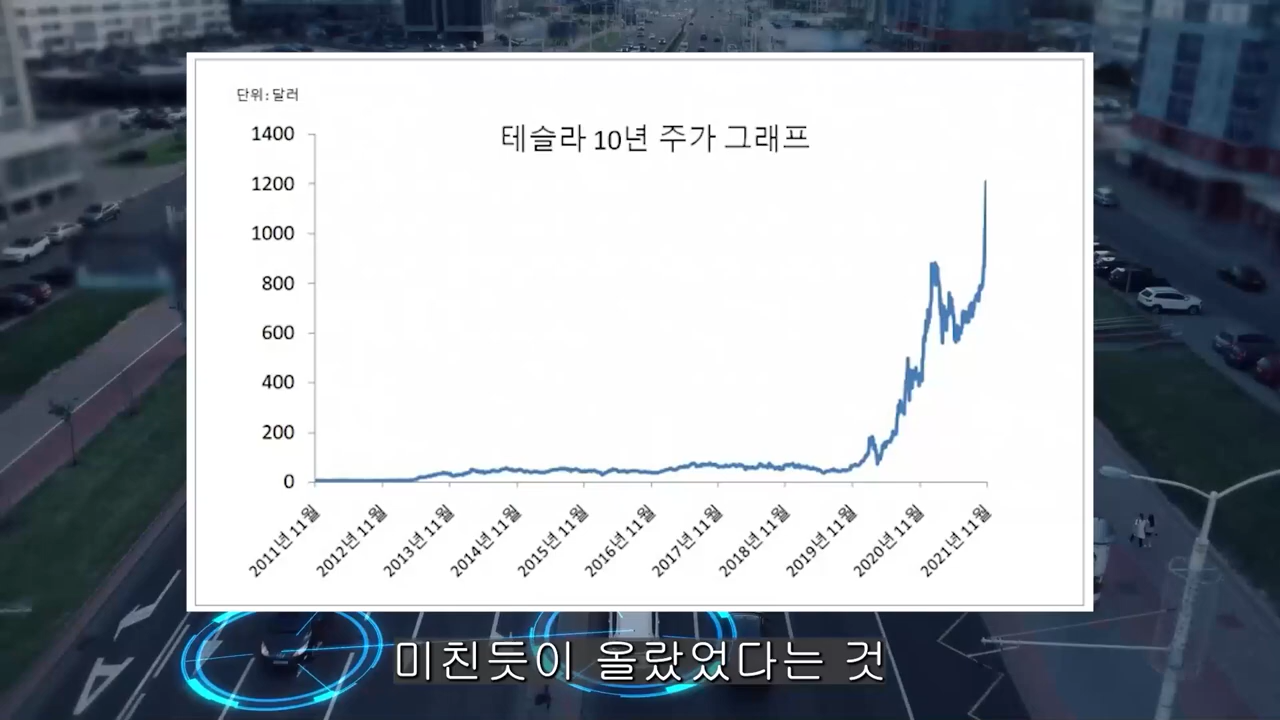 단위:달러
테슬라 10년 주가 그래프
1400
1200
1000
800
600
400
200
0
2011년 11월
2012년 11월
2013년 11월
2014년 11월
2015년 11월
2016년 11월
2017년 11월
2018년 11월
2019년 11월
2020년 11월
2021년 11월
미친듯이 올랐었다는 것